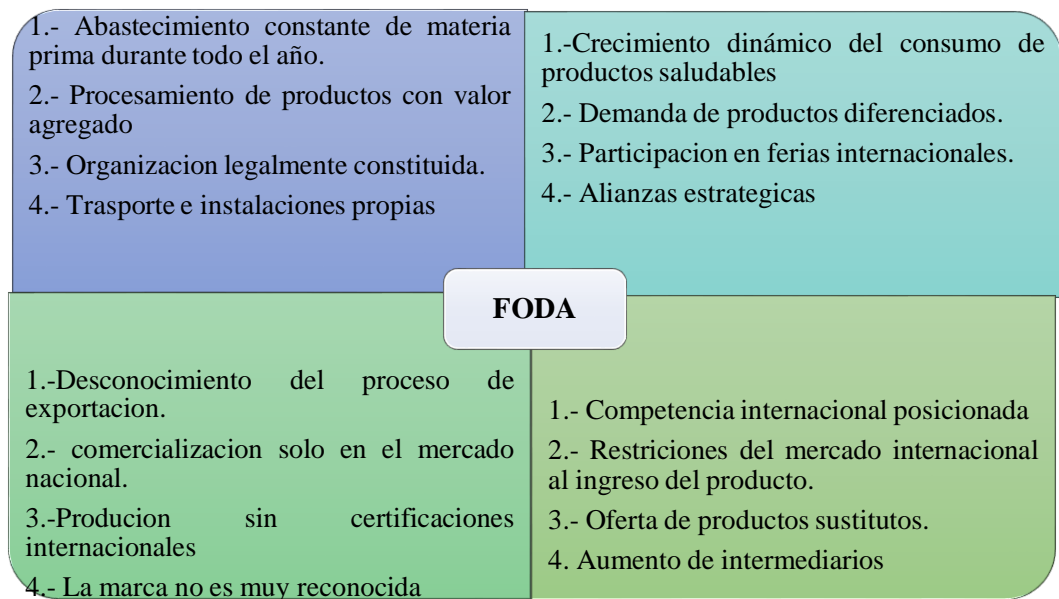 1.- Abastecimiento constante de materia
prima durante todo el año.
2.- Procesamiento de productos con valor
agregado
3.- Organizacion legalmente constituida.
4.- Trasporte e instalaciones propias
1.-Crecimiento dinámico del consumo de
productos saludables
2.- Demanda de productos diferenciados.
3.- Participacion en ferias internacionales.
4.- Alianzas estrategicas
FODA
1.-Desconocimiento del proceso de
exportacion.
2.- comercializacion solo en el mercado
nacional.
3.-Producion sin certificaciones
internacionales
4.- La marca no es muy reconocida
1.- Competencia internacional posicionada
2.- Restriciones del mercado internacional
al ingreso del producto.
3.- Oferta de productos sustitutos.
4. Aumento de intermediarios